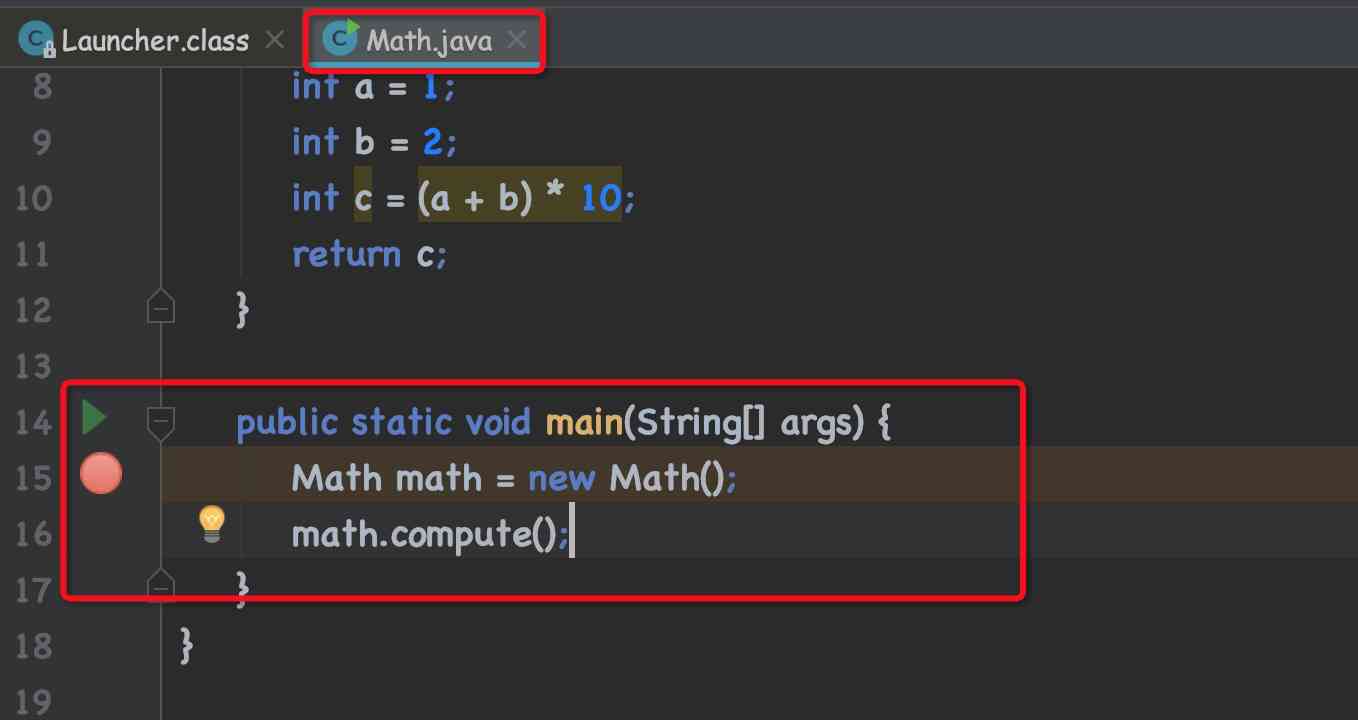 Launcher.class Math.java
8 int a = 1;
9 int b = 2;
10 int c = (a + b) * 10;
11 return c;
12 }
13
14 public static void main(String[] args) {
15 Math math = new Math();
16 math.compute();
17 }
18 }
19